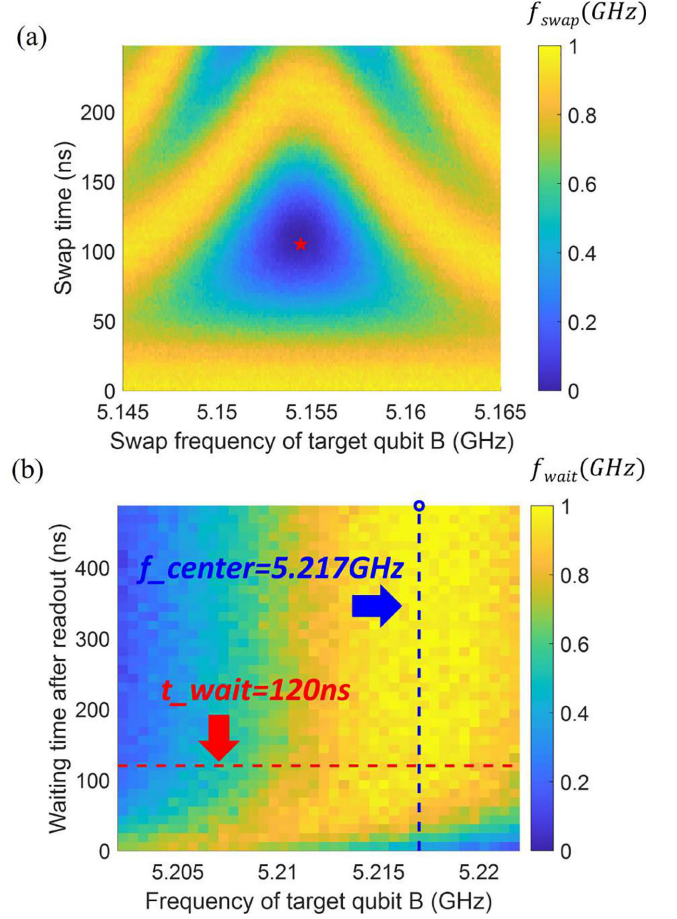 (a)
f_swap(GHz)
Swap time (ns)
200
150
100
50
0
5.145 5.15 5.155 5.16 5.165
Swap frequency of target qubit B (GHz)
1
0.8
0.6
0.4
0.2
0
(b)
f_wait(GHz)
Waiting time after readout (ns)
400
300
200
100
0
f_center=5.217GHz
t_wait=120ns
5.205 5.21 5.215 5.22
Frequency of target qubit B (GHz)
1
0.8
0.6
0.4
0.2
0